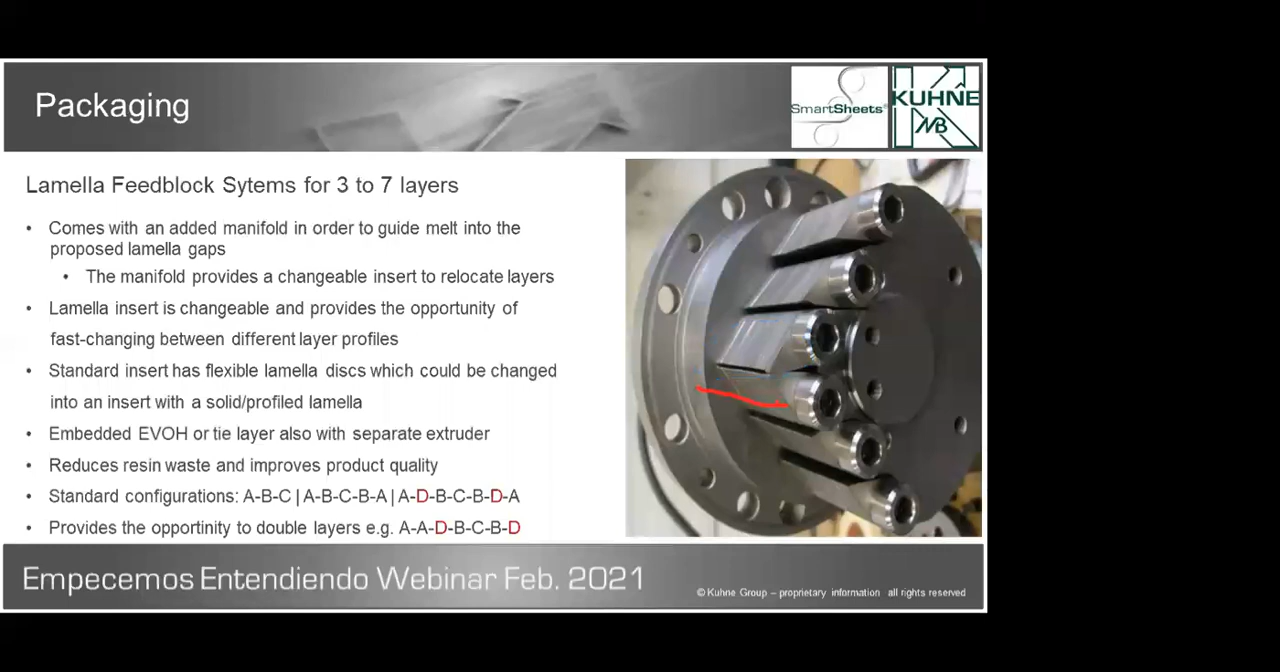 Packaging
SmartSheets®
KUHNE
Lamella Feedblock Sytems for 3 to 7 layers
• Comes with an added manifold in order to guide melt into the
proposed lamella gaps
• The manifold provides a changeable insert to relocate layers
• Lamella insert is changeable and provides the opportunity of
fast-changing between different layer profiles
• Standard insert has flexible lamella discs which could be changed
into an insert with a solid/profiled lamella
• Embedded EVOH or tie layer also with separate extruder
• Reduces resin waste and improves product quality
• Standard configurations: A-B-C | A-B-C-B-A | A-D-B-C-B-D-A
• Provides the opportinity to double layers e.g. A-A-D-B-C-B-D
Empecemos Entendiendo Webinar Feb. 2021
© Kuhne Group – proprietary information all rights reserved